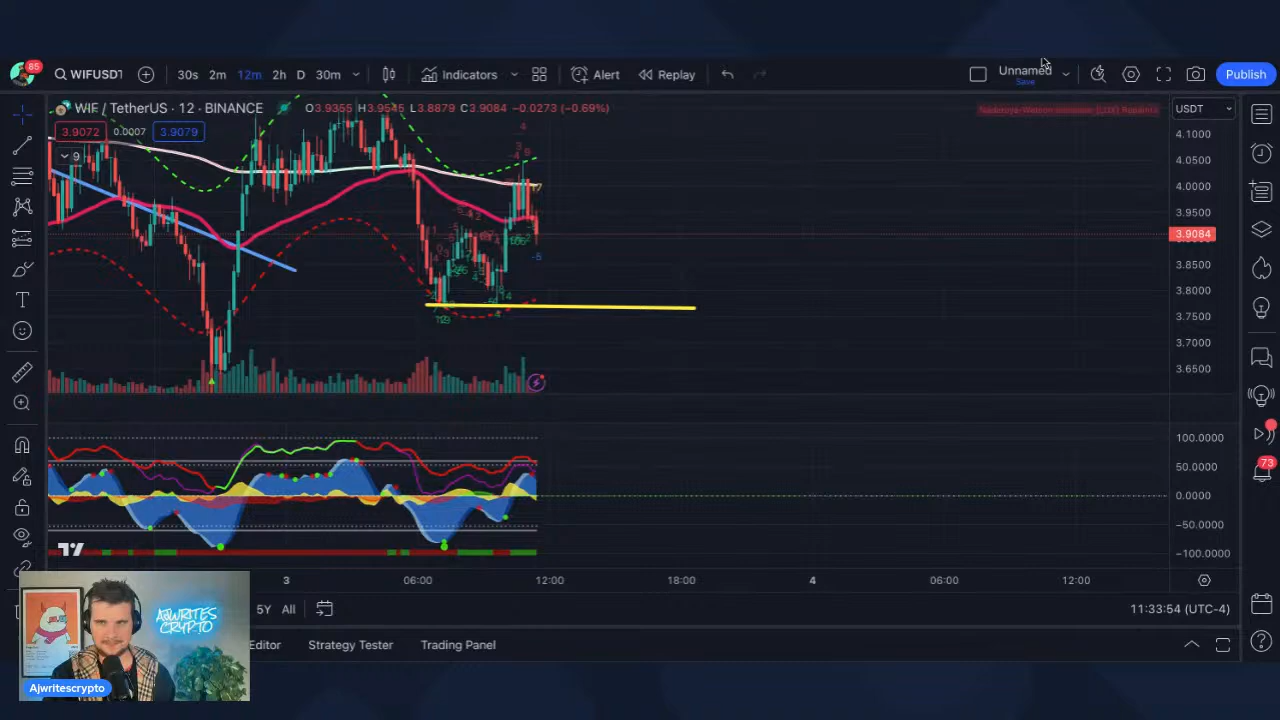 85
WIFUSDT
30s 2m 12m 2h D 30m
Indicators
Alert
Replay
Unnamed
Save
Publish
WIF / TetherUS · 12 · BINANCE
O3.9355 H3.9545 L3.8879 C3.9084 −0.0273 (−0.69%)
USDT
3.9072 0.0007 3.9079
9
4.1000
4.0500
4.0000
3.9500
3.9084
3.8500
3.8000
3.7500
3.7000
3.6500
100.0000
50.0000
0.0000
−50.0000
−100.0000
73
3 06:00 12:00 18:00 4 06:00 12:00
5Y All
11:33:54 (UTC-4)
Editor Strategy Tester Trading Panel
AJWRITES
CRYPTO
Ajwritescrypto